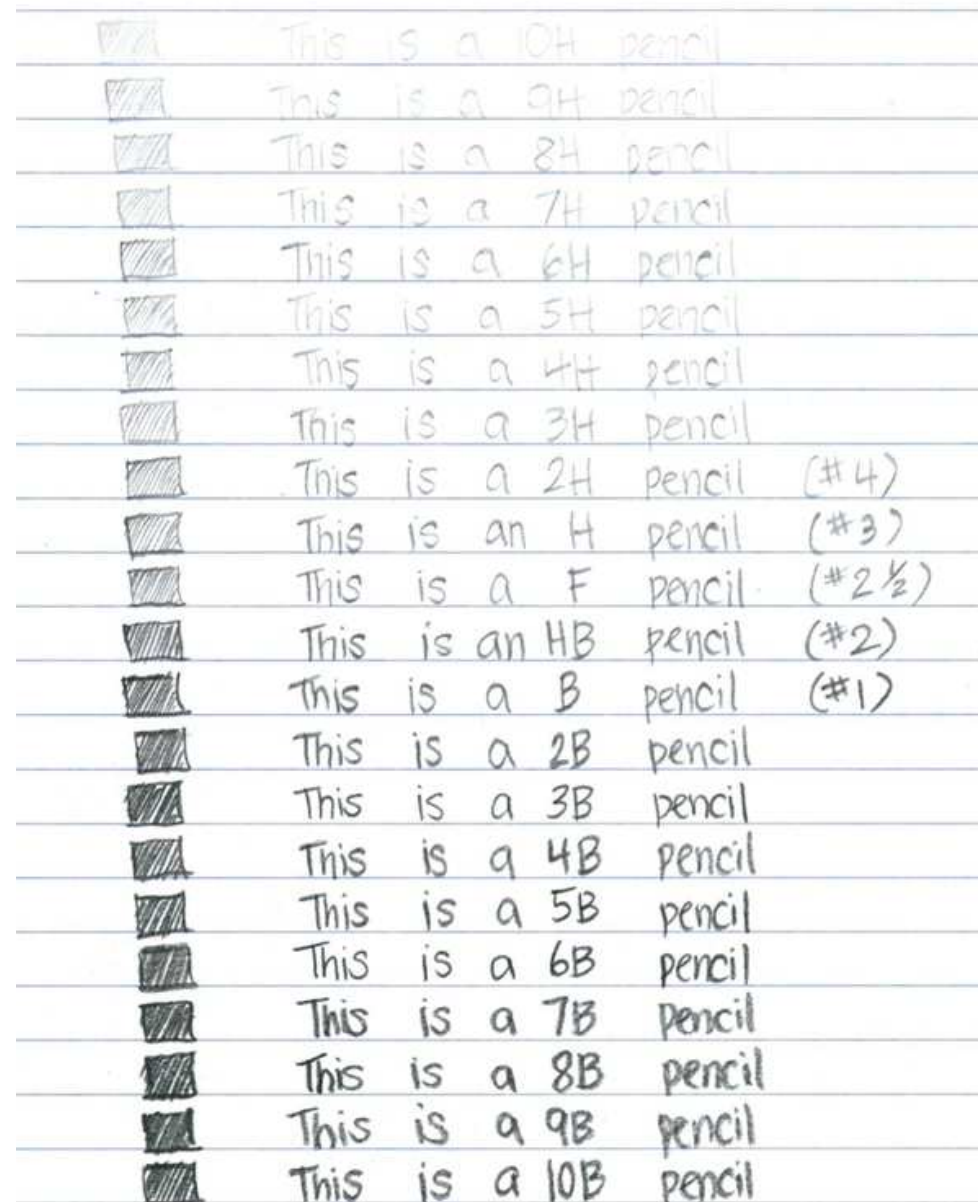 This is a 10H pencil
This is a 9H pencil
This is a 8H pencil
This is a 7H pencil
This is a 6H pencil
This is a 5H pencil
This is a 4H pencil
This is a 3H pencil
This is a 2H pencil (#4)
This is an H pencil (#3)
This is a F pencil (#2 ½)
This is an HB pencil (#2)
This is a B pencil (#1)
This is a 2B pencil
This is a 3B pencil
This is a 4B pencil
This is a 5B pencil
This is a 6B pencil
This is a 7B pencil
This is a 8B pencil
This is a 9B pencil
This is a 10B pencil